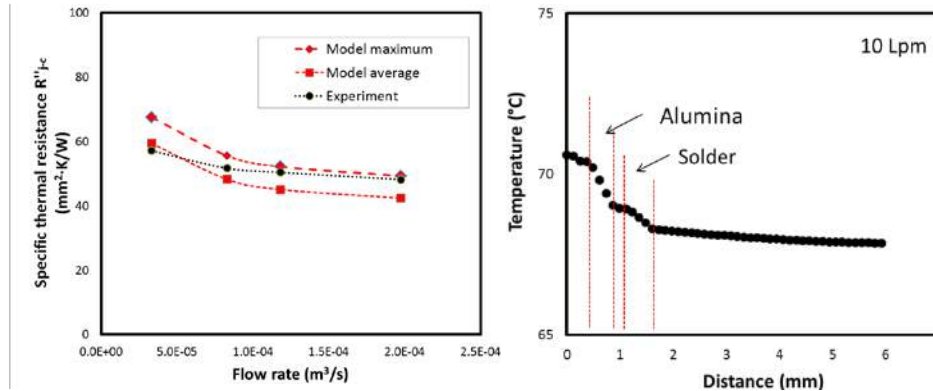 Specific thermal resistance R"j-c
(mm²-K/W)
100
80
60
40
20
0
Model maximum
Model average
Experiment
0.0E+00 5.0E-05 1.0E-04 1.5E-04 2.0E-04 2.5E-04
Flow rate (m³/s)
Temperature (°C)
75
70
65
10 Lpm
Alumina
Solder
0 1 2 3 4 5 6
Distance (mm)